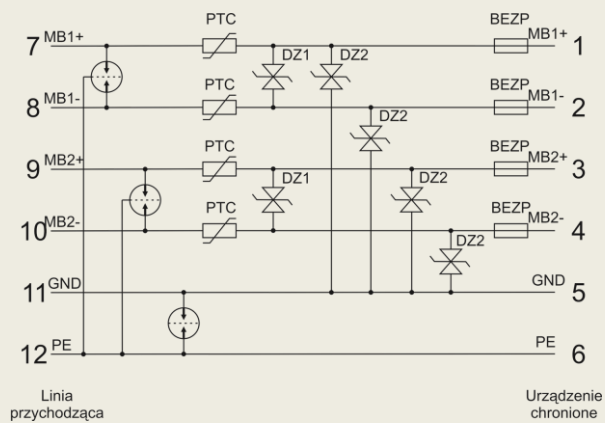 PTC BEZP
7 MB1+ DZ1 DZ2 MB1+ 1
PTC BEZP
8 MB1- DZ2 MB1- 2
PTC BEZP
9 MB2+ DZ1 DZ2 MB2+ 3
PTC BEZP
10 MB2- DZ2 MB2- 4
11 GND GND 5
12 PE PE 6
Linia Urządzenie
przychodząca chronione